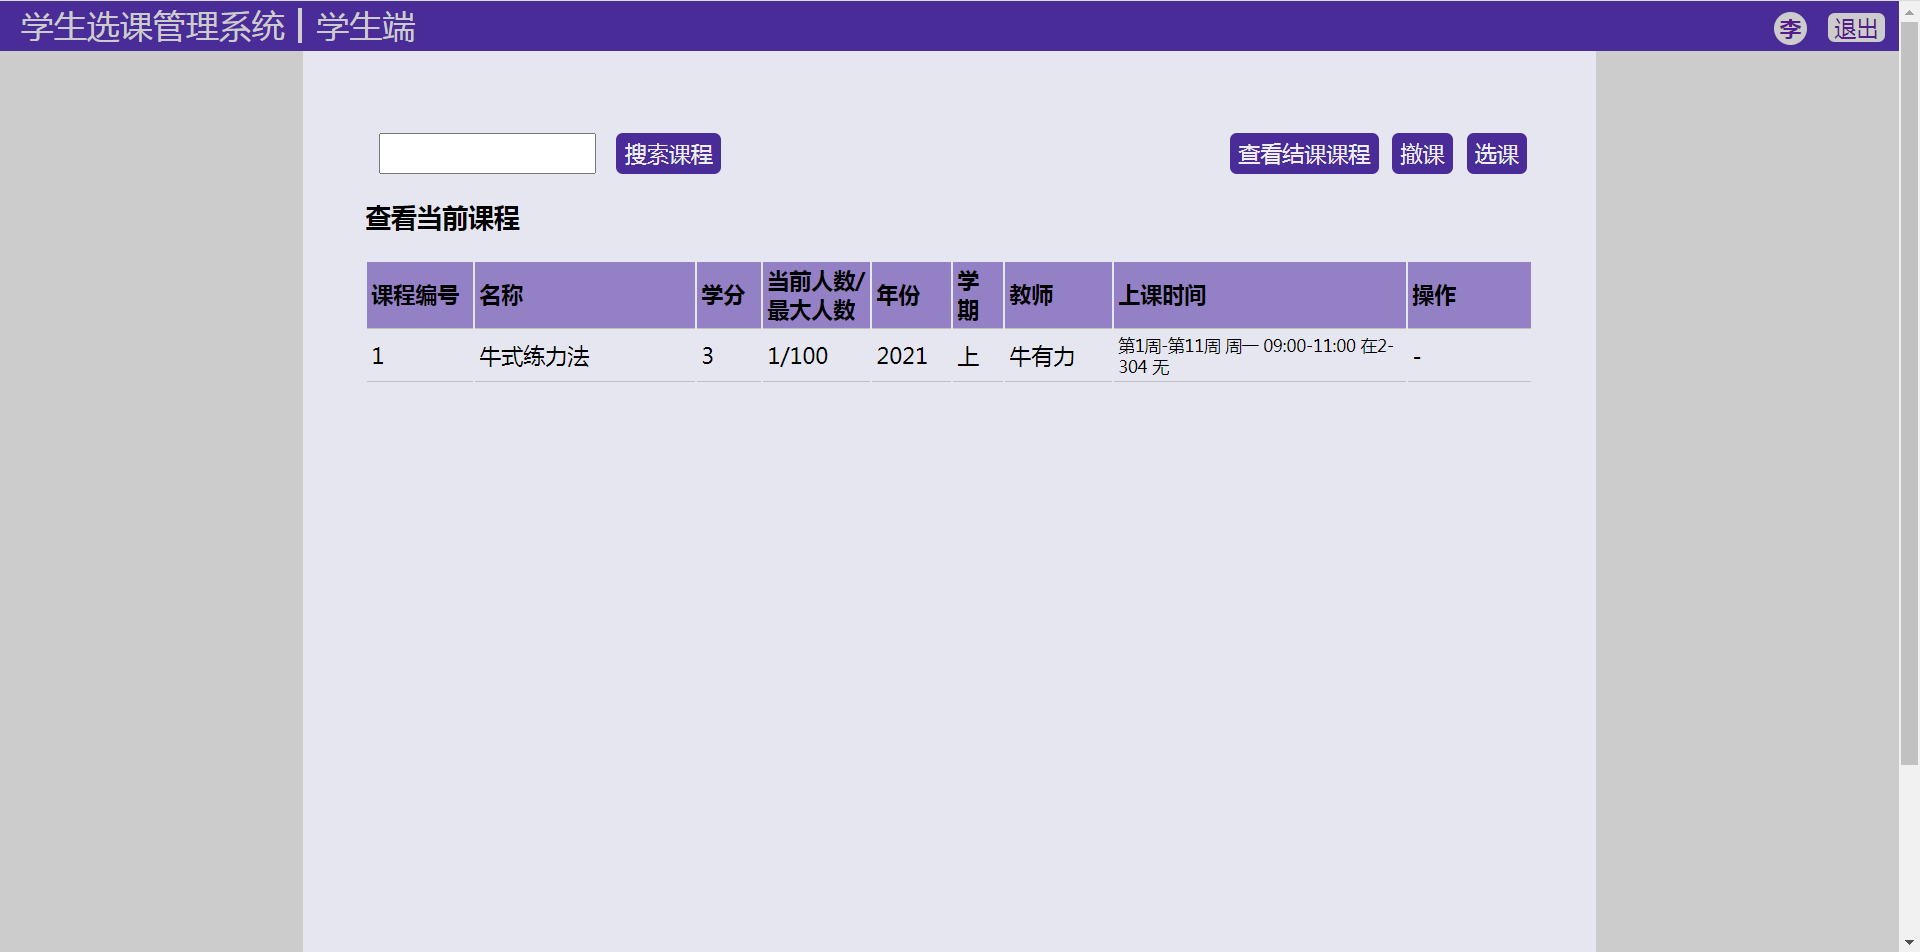 学生选课管理系统 | 学生端
李 退出
搜索课程 查看结课课程 撤课 选课
查看当前课程
课程编号 名称 学分 当前人数/最大人数 年份 学期 教师 上课时间 操作
1 牛式练力法 3 1/100 2021 上 牛有力 第1周-第11周 周一 09:00-11:00 在2-304 无 -